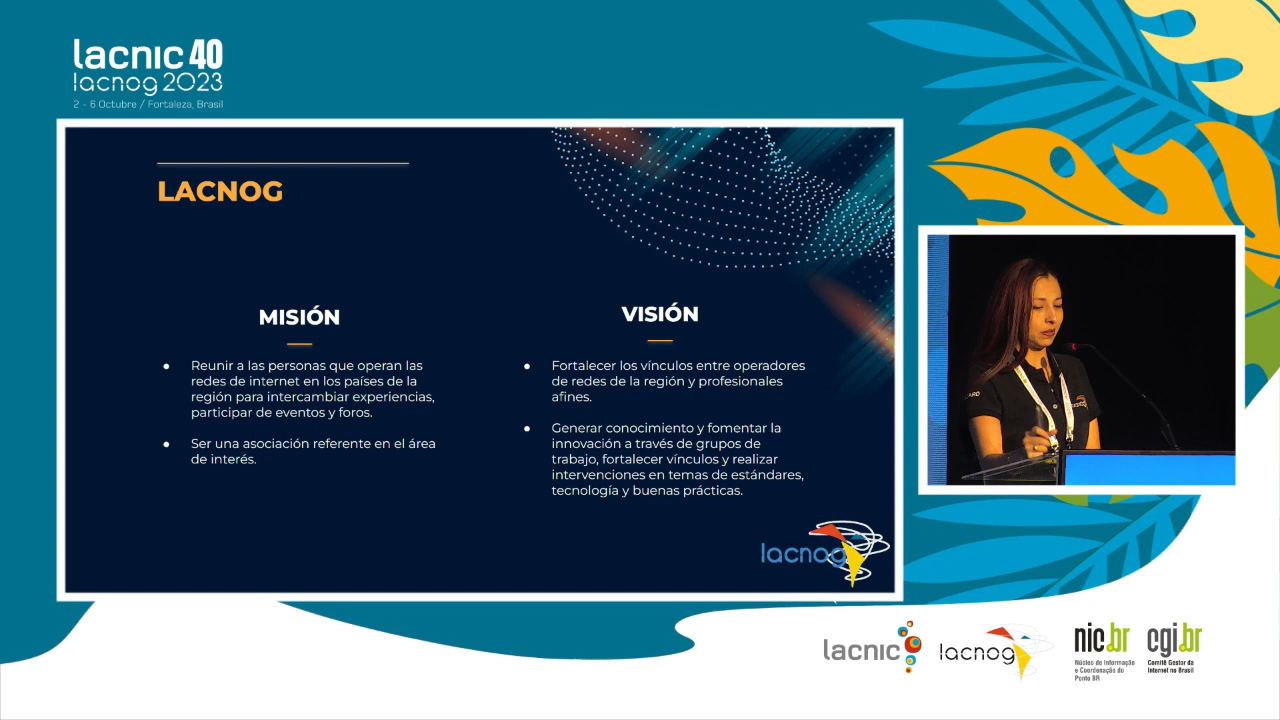 lacnic 40
lacnog 2023
2 - 6 Octubre / Fortaleza, Brasil
LACNOG
MISIÓN
● Reunir a las personas que operan las
redes de internet en los países de la
región para intercambiar experiencias,
participar de eventos y foros.
● Ser una asociación referente en el área
de interés.
VISIÓN
● Fortalecer los vínculos entre operadores
de redes de la región y profesionales
afines.
● Generar conocimiento y fomentar la
innovación a través de grupos de
trabajo, fortalecer vínculos y realizar
intervenciones en temas de estándares,
tecnología y buenas prácticas.
lacnog
lacnic
lacnog
nic.br
Núcleo de Informação
e Coordenação do
Ponto BR
cgi.br
Comitê Gestor da
Internet no Brasil